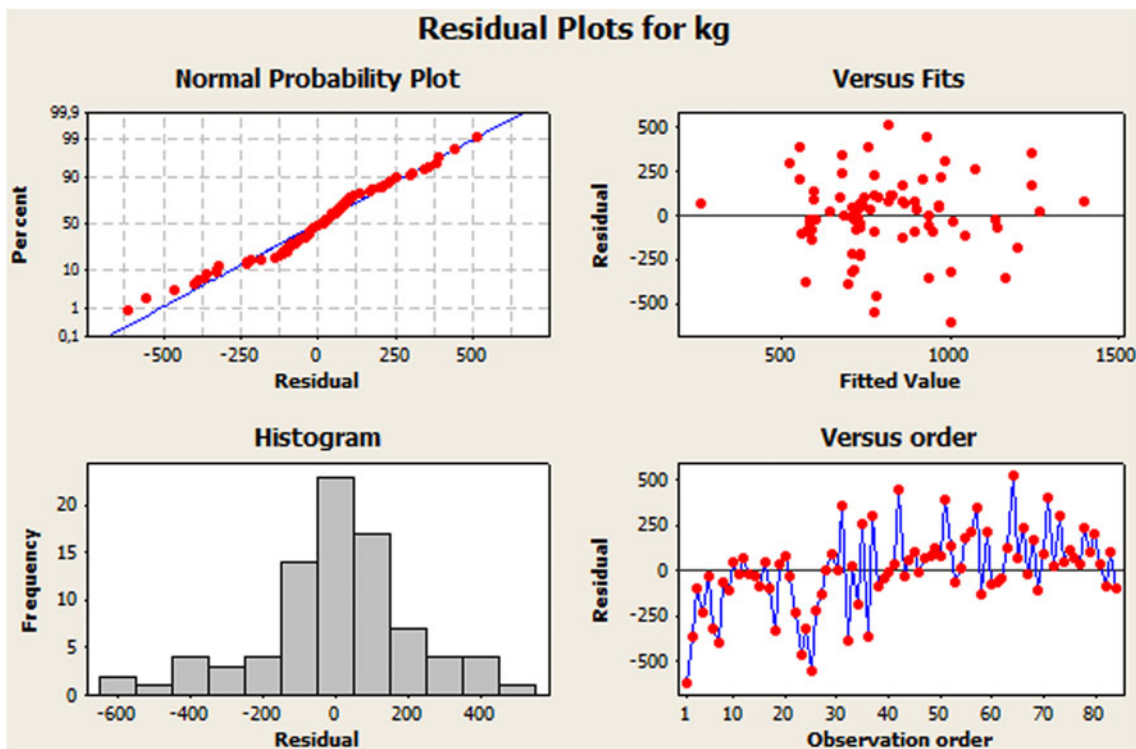 Residual Plots for kg
Normal Probability Plot
99,9
99
90
50
10
1
0,1
Percent
-500 -250 0 250 500
Residual
Versus Fits
500
250
0
-250
-500
Residual
500 1000 1500
Fitted Value
Histogram
20
15
10
5
0
Frequency
-600 -400 -200 0 200 400
Residual
Versus order
500
250
0
-250
-500
Residual
1 10 20 30 40 50 60 70 80
Observation order